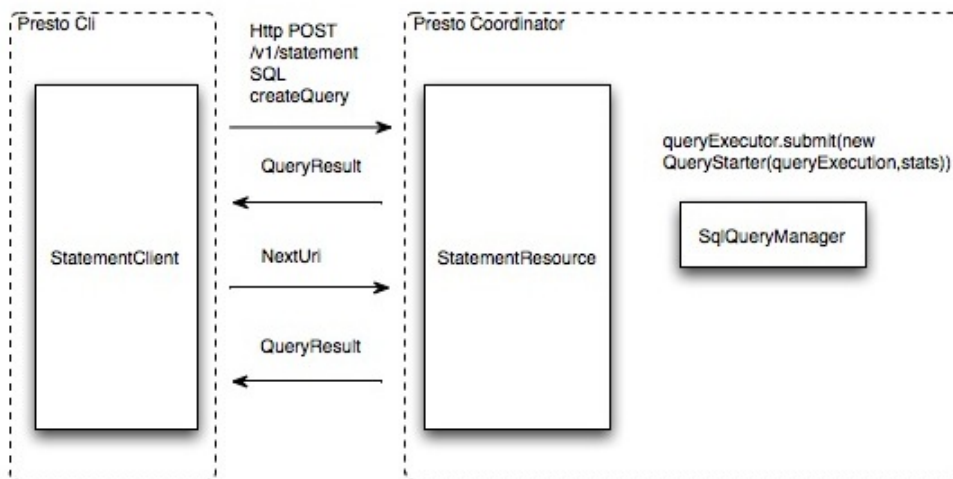 Presto Cli
Http POST
/v1/statement
SQL
createQuery
QueryResult
NextUri
QueryResult
StatementClient
Presto Coordinator
StatementResource
queryExecutor.submit(new
QueryStarter(queryExecution,stats))
SqlQueryManager